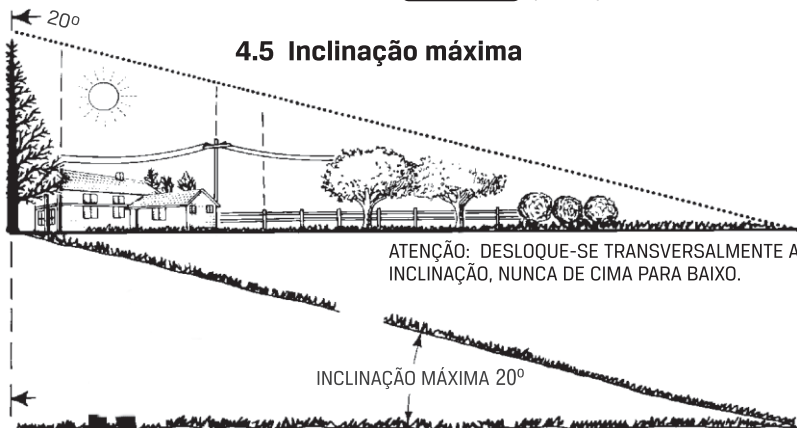 20º
4.5 Inclinação máxima
ATENÇÃO: DESLOQUE-SE TRANSVERSALMENTE A
INCLINAÇÃO, NUNCA DE CIMA PARA BAIXO.
INCLINAÇÃO MÁXIMA 20º